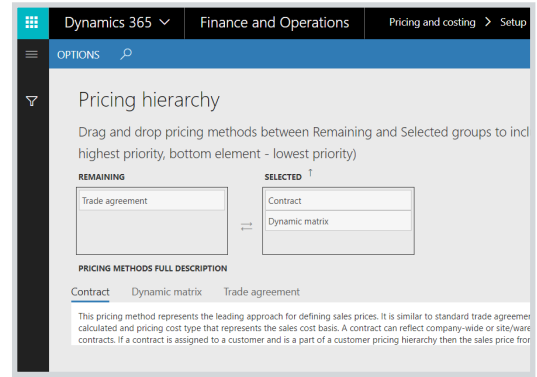 Dynamics 365 Finance and Operations Pricing and costing > Setup
OPTIONS
Pricing hierarchy
Drag and drop pricing methods between Remaining and Selected groups to incl
highest priority, bottom element - lowest priority)
REMAINING SELECTED ↑
Trade agreement Contract
Dynamic matrix
PRICING METHODS FULL DESCRIPTION
Contract Dynamic matrix Trade agreement
This pricing method represents the leading approach for defining sales prices. It is similar to standard trade agreemen
calculated and pricing cost type that represents the sales cost basis. A contract can reflect company-wide or site/ware
contracts. If a contract is assigned to a customer and is a part of a customer pricing hierarchy then the sales price fror